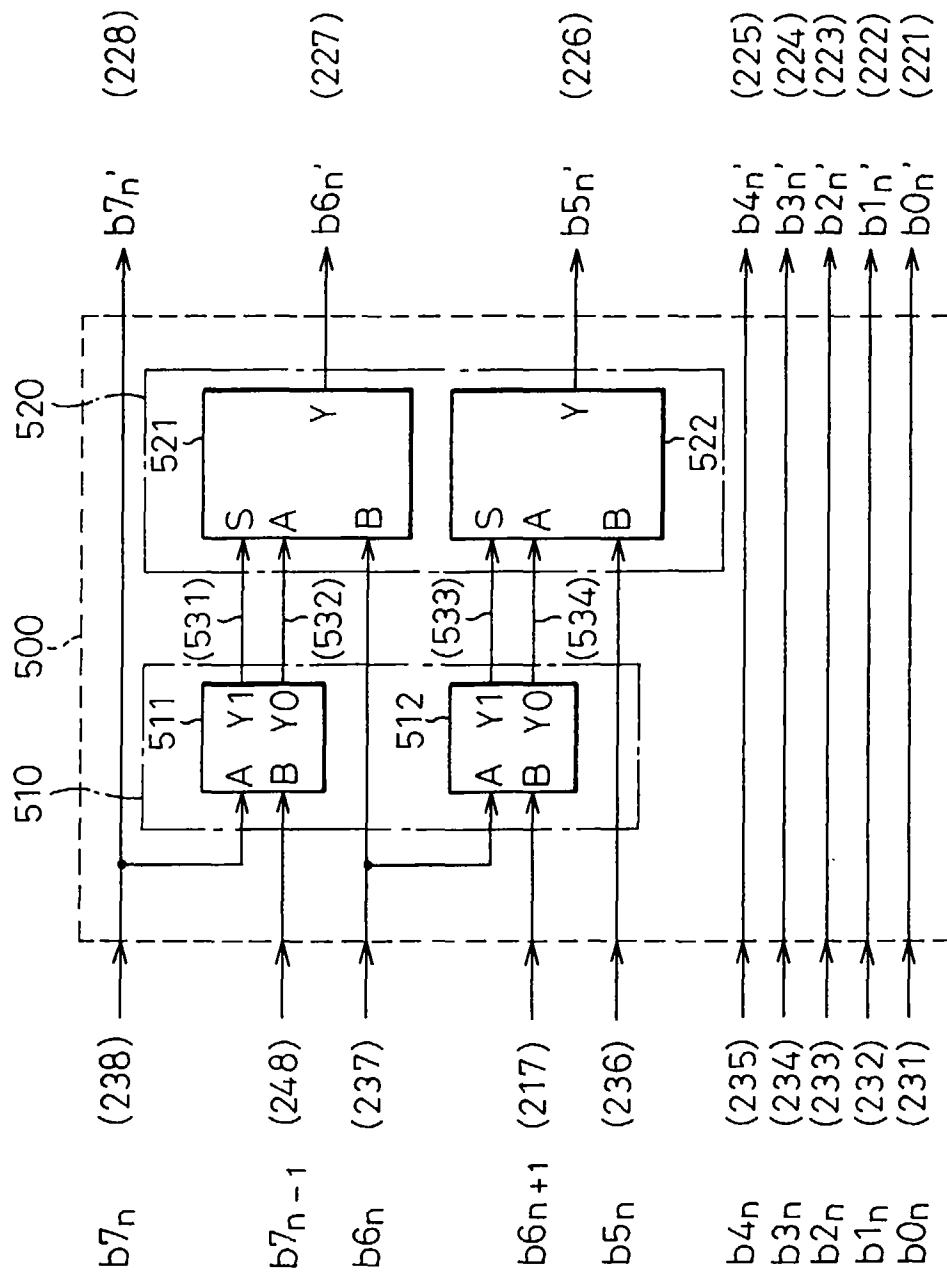 500
510
520
b7n (238) b7n' (228)
511
A Y1 (531) S 521
b7n-1 (248) B Y0 (532) A Y b6n' (227)
b6n (237) B
512
A Y1 (533) S
b6n+1 (217) B Y0 (534) A Y b5n' (226)
b5n (236) B 522
b4n (235) b4n' (225)
b3n (234) b3n' (224)
b2n (233) b2n' (223)
b1n (232) b1n' (222)
b0n (231) b0n' (221)